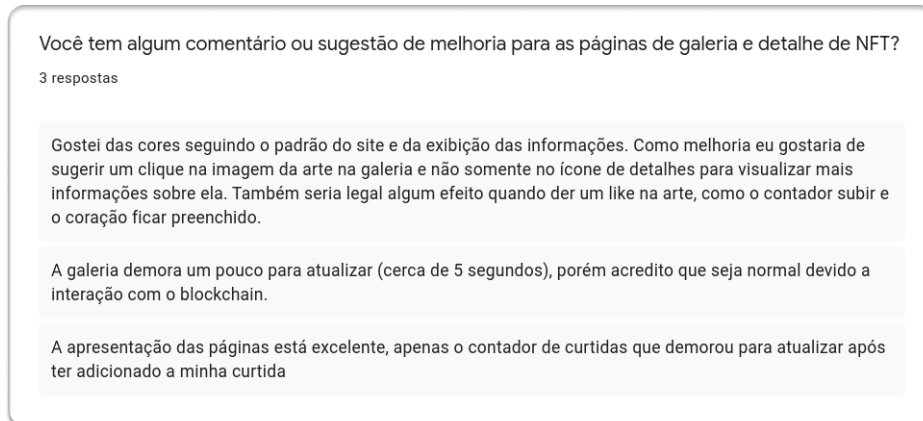 Você tem algum comentário ou sugestão de melhoria para as páginas de galeria e detalhe de NFT?
3 respostas
Gostei das cores seguindo o padrão do site e da exibição das informações. Como melhoria eu gostaria de
sugerir um clique na imagem da arte na galeria e não somente no ícone de detalhes para visualizar mais
informações sobre ela. Também seria legal algum efeito quando der um like na arte, como o contador subir e
o coração ficar preenchido.
A galeria demora um pouco para atualizar (cerca de 5 segundos), porém acredito que seja normal devido a
interação com o blockchain.
A apresentação das páginas está excelente, apenas o contador de curtidas que demorou para atualizar após
ter adicionado a minha curtida